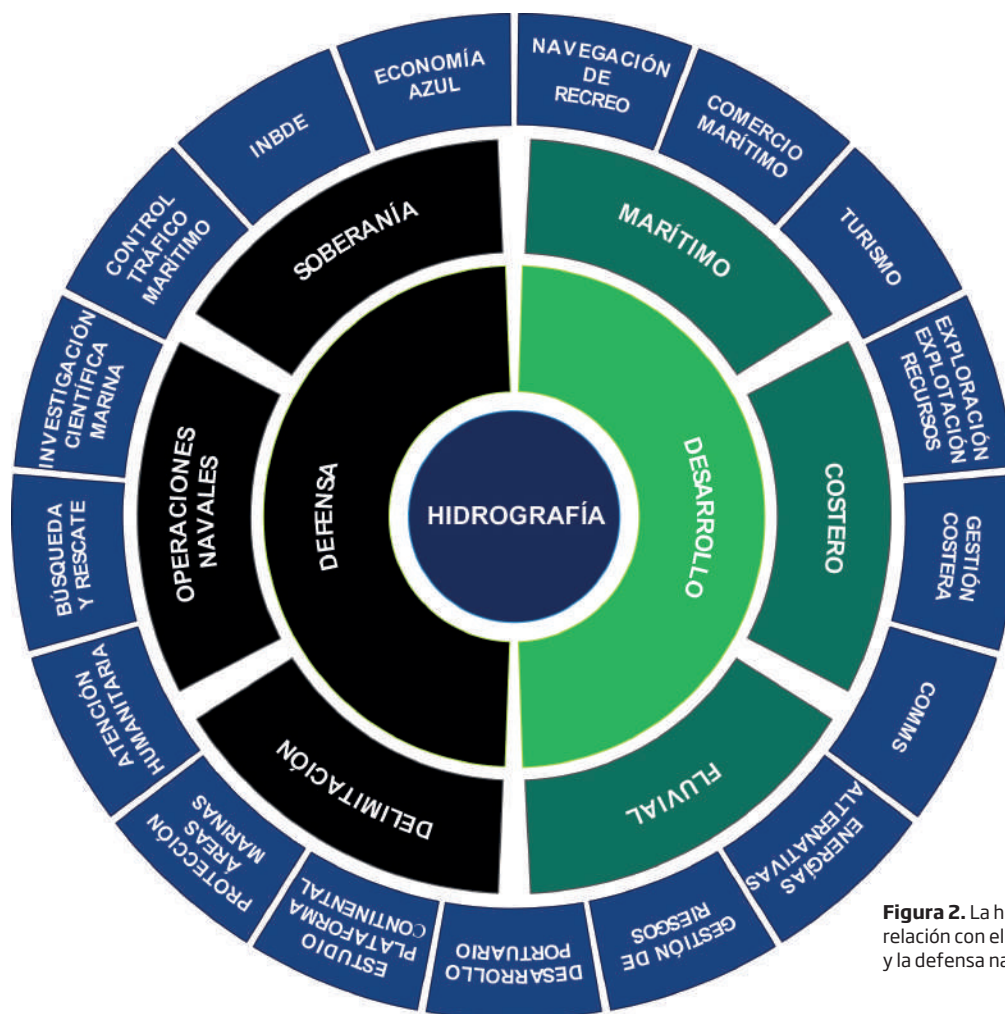 HIDROGRAFÍA
DEFENSA
DESARROLLO
SOBERANÍA
MARÍTIMO
COSTERO
FLUVIAL
DELIMITACIÓN
OPERACIONES
NAVALES
ECONOMÍA
AZUL
NAVEGACIÓN
DE
RECREO
COMERCIO
MARÍTIMO
TURISMO
EXPLORACIÓN
EXPLOTACIÓN
RECURSOS
GESTIÓN
COSTERA
COMMS
ENERGÍAS
ALTERNATIVAS
GESTIÓN DE
RIESGOS
DESARROLLO
PORTUARIO
ESTUDIO
PLATAFORMA
CONTINENTAL
PROTECCIÓN
ÁREAS
MARINAS
ATENCIÓN
HUMANITARIA
BÚSQUEDA
Y RESCATE
INVESTIGACIÓN
CIENTÍFICA
MARINA
CONTROL
TRÁFICO
MARÍTIMO
INBDE
Figura 2. La h
relación con el
y la defensa na